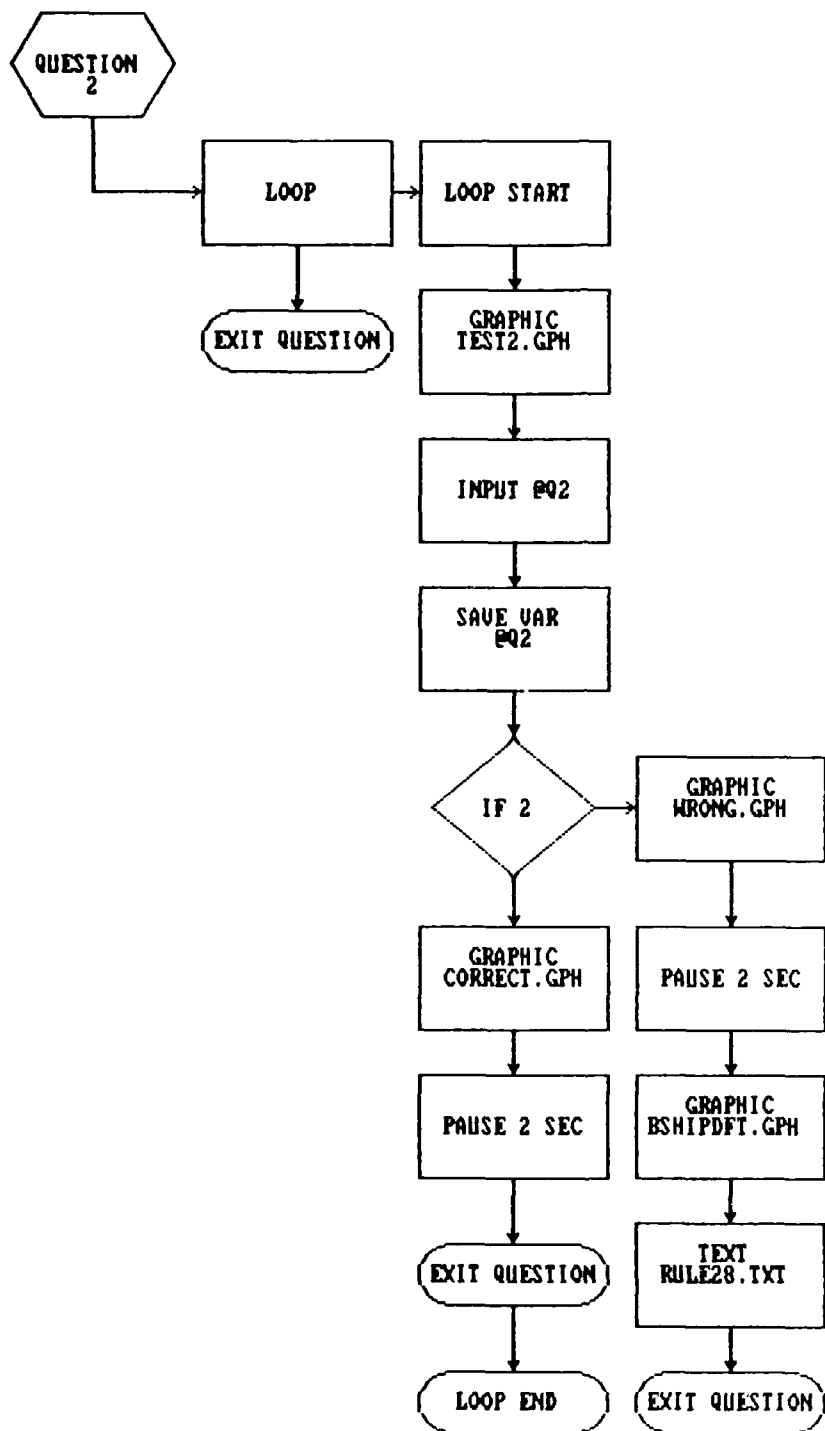 QUESTION
2
LOOP
LOOP START
EXIT QUESTION
GRAPHIC
TEST2.GPH
INPUT @Q2
SAVE VAR
@Q2
IF 2
GRAPHIC
WRONG.GPH
GRAPHIC
CORRECT.GPH
PAUSE 2 SEC
PAUSE 2 SEC
GRAPHIC
BSHIPDFT.GPH
EXIT QUESTION
TEXT
RULE28.TXT
LOOP END
EXIT QUESTION